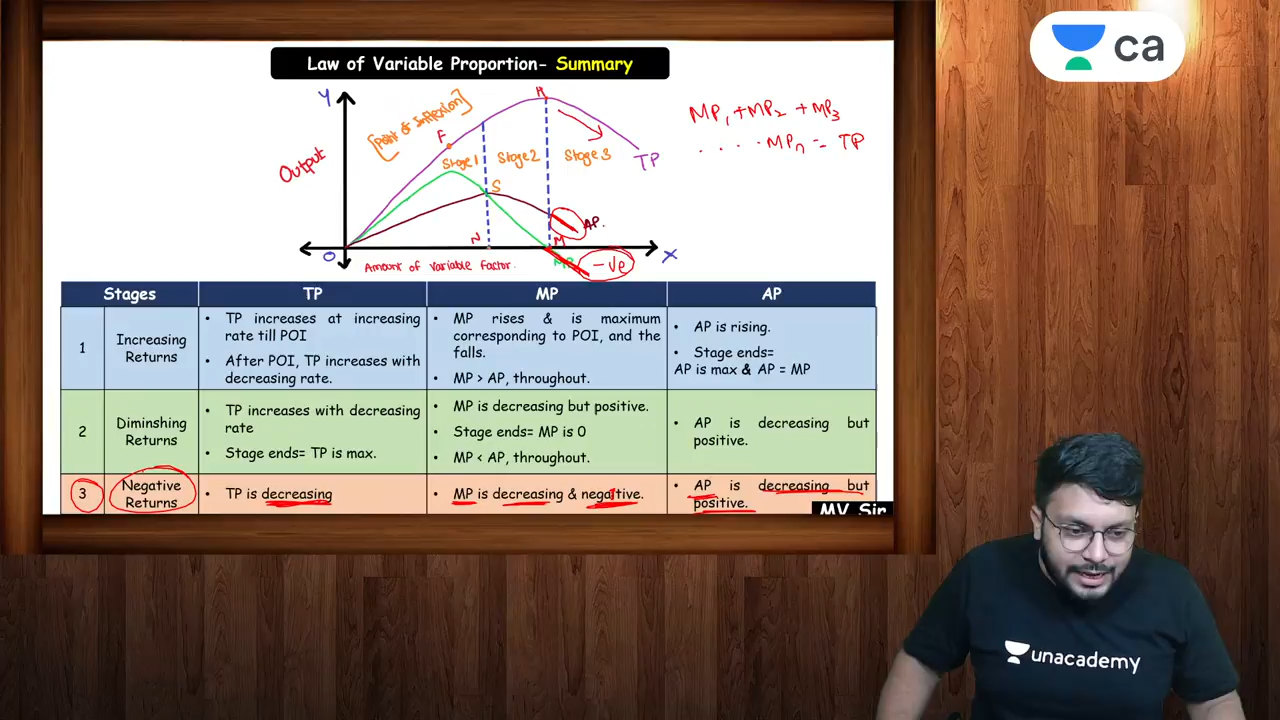 Law of Variable Proportion- Summary
ca
Y
H
[Point of Inflexion]
F
Output
Stage 1
Stage 2
Stage 3
TP
MP1 + MP2 + MP3
. . . . . MPn = TP
S
AP.
N
M
O
X
Amount of variable factor.
MP
-ve
Stages
TP
MP
AP
1
Increasing
Returns
• TP increases at increasing
rate till POI
• After POI, TP increases with
decreasing rate.
• MP rises & is maximum
corresponding to POI, and the
falls.
• MP > AP, throughout.
• AP is rising.
• Stage ends=
AP is max & AP = MP
2
Diminshing
Returns
• TP increases with decreasing
rate
• Stage ends= TP is max.
• MP is decreasing but positive.
• Stage ends= MP is 0
• MP < AP, throughout.
• AP is decreasing but
positive.
3
Negative
Returns
• TP is decreasing
• MP is decreasing & negative.
• AP is decreasing but
positive.
MV Sir
unacademy